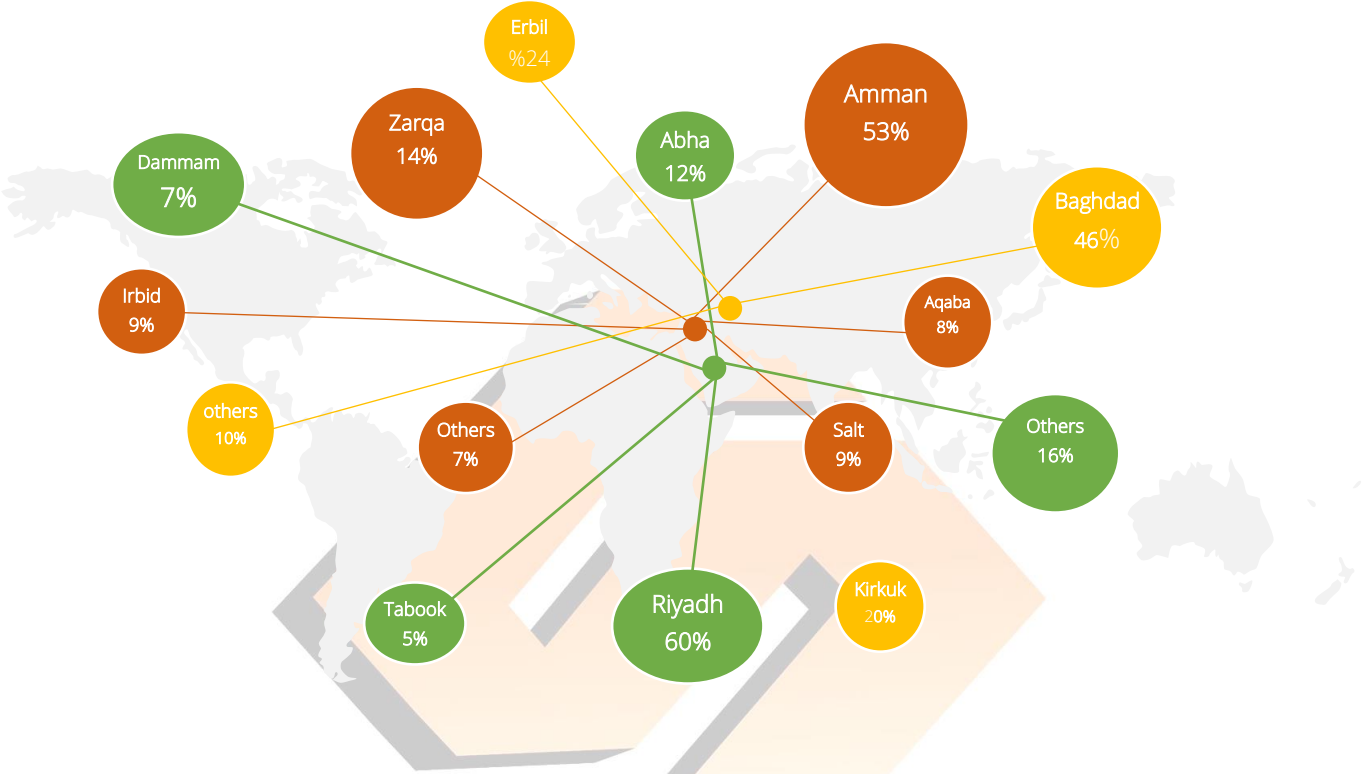 Erbil
%24
Amman
53%
Zarqa
14%
Abha
12%
Dammam
7%
Baghdad
46%
Irbid
9%
Aqaba
8%
others
10%
Others
7%
Salt
9%
Others
16%
Kirkuk
20%
Tabook
5%
Riyadh
60%